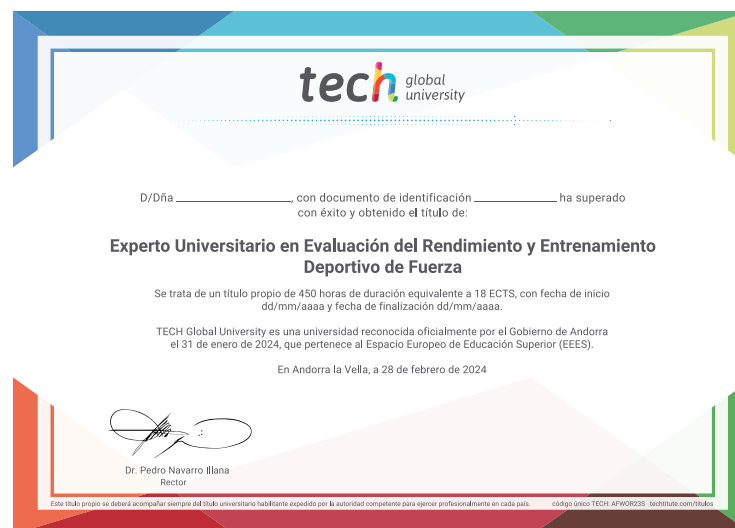 tech global university
D/Dña ______________, con documento de identificación ______________ ha superado
con éxito y obtenido el título de:
Experto Universitario en Evaluación del Rendimiento y Entrenamiento
Deportivo de Fuerza
Se trata de un título propio de 450 horas de duración equivalente a 18 ECTS, con fecha de inicio
dd/mm/aaaa y fecha de finalización dd/mm/aaaa.
TECH Global University es una universidad reconocida oficialmente por el Gobierno de Andorra
el 31 de enero de 2024, que pertenece al Espacio Europeo de Educación Superior (EEES).
En Andorra la Vella, a 28 de febrero de 2024
Dr. Pedro Navarro Illana
Rector
Este título propio se deberá acompañar siempre del título universitario habilitante expedido por la autoridad competente para ejercer profesionalmente en cada país. código único TECH: AFWOR23S techtitute.com/titulos